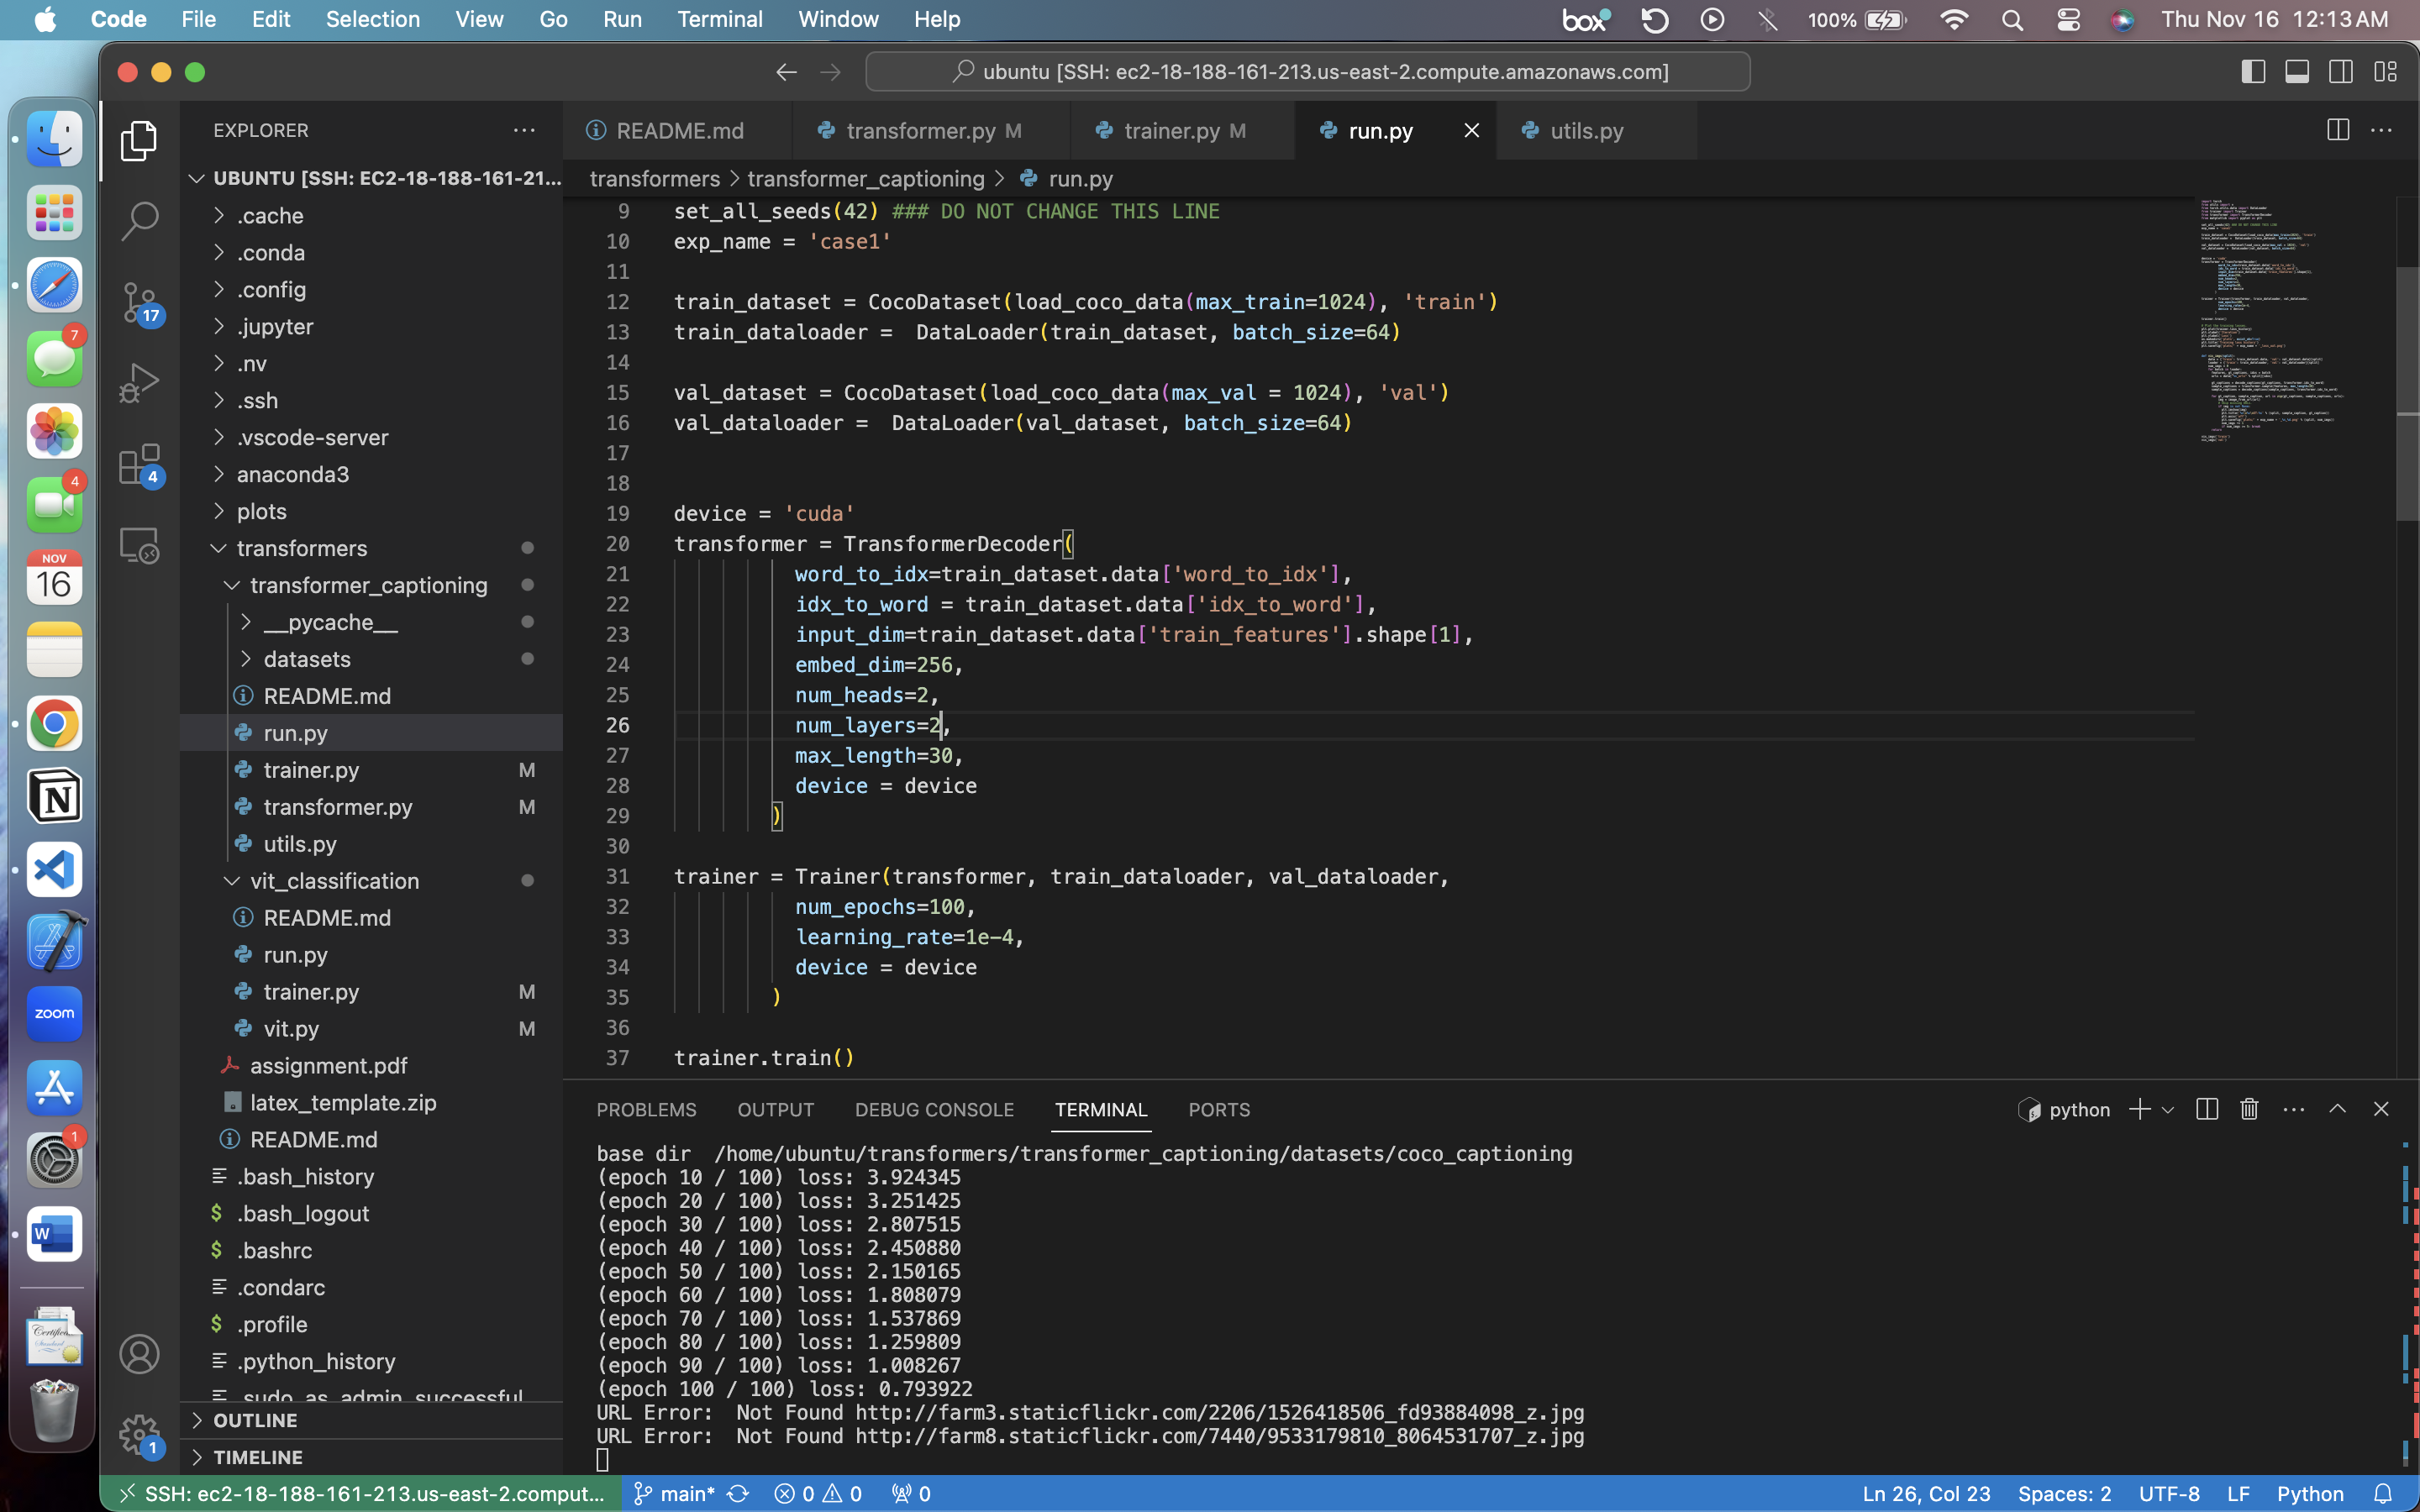 Code File Edit Selection View Go Run Terminal Window Help box 100% Thu Nov 16 12:13 AM
ubuntu [SSH: ec2-18-188-161-213.us-east-2.compute.amazonaws.com]
EXPLORER
README.md transformer.py M trainer.py M run.py utils.py
UBUNTU [SSH: EC2-18-188-161-21...
transformers > transformer_captioning > run.py
.cache
.conda
.config
.jupyter
.nv
.ssh
.vscode-server
anaconda3
plots
transformers
transformer_captioning
__pycache__
datasets
README.md
run.py
trainer.py M
transformer.py M
utils.py
vit_classification
README.md
run.py
trainer.py M
vit.py M
assignment.pdf
latex_template.zip
README.md
.bash_history
.bash_logout
.bashrc
.condarc
.profile
.python_history
.sudo_as_admin_successful
OUTLINE
TIMELINE
17
4
1
7
4
NOV
16
N
zoom
1
W
9 set_all_seeds(42) ### DO NOT CHANGE THIS LINE
10 exp_name = 'case1'
11
12 train_dataset = CocoDataset(load_coco_data(max_train=1024), 'train')
13 train_dataloader =  DataLoader(train_dataset, batch_size=64)
14
15 val_dataset = CocoDataset(load_coco_data(max_val = 1024), 'val')
16 val_dataloader =  DataLoader(val_dataset, batch_size=64)
17
18
19 device = 'cuda'
20 transformer = TransformerDecoder(
21 word_to_idx=train_dataset.data['word_to_idx'],
22 idx_to_word = train_dataset.data['idx_to_word'],
23 input_dim=train_dataset.data['train_features'].shape[1],
24 embed_dim=256,
25 num_heads=2,
26 num_layers=2,
27 max_length=30,
28 device = device
29 )
30
31 trainer = Trainer(transformer, train_dataloader, val_dataloader,
32 num_epochs=100,
33 learning_rate=1e-4,
34 device = device
35 )
36
37 trainer.train()
PROBLEMS OUTPUT DEBUG CONSOLE TERMINAL PORTS python
base dir  /home/ubuntu/transformers/transformer_captioning/datasets/coco_captioning
(epoch 10 / 100) loss: 3.924345
(epoch 20 / 100) loss: 3.251425
(epoch 30 / 100) loss: 2.807515
(epoch 40 / 100) loss: 2.450880
(epoch 50 / 100) loss: 2.150165
(epoch 60 / 100) loss: 1.808079
(epoch 70 / 100) loss: 1.537869
(epoch 80 / 100) loss: 1.259809
(epoch 90 / 100) loss: 1.008267
(epoch 100 / 100) loss: 0.793922
URL Error:  Not Found http://farm3.staticflickr.com/2206/1526418506_fd93884098_z.jpg
URL Error:  Not Found http://farm8.staticflickr.com/7440/9533179810_8064531707_z.jpg
SSH: ec2-18-188-161-213.us-east-2.comput... main* 0 0 0 Ln 26, Col 23 Spaces: 2 UTF-8 LF Python